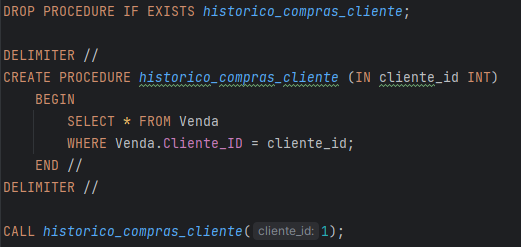 DROP PROCEDURE IF EXISTS historico_compras_cliente;
DELIMITER //
CREATE PROCEDURE historico_compras_cliente (IN cliente_id INT)
BEGIN
SELECT * FROM Venda
WHERE Venda.Cliente_ID = cliente_id;
END //
DELIMITER //
CALL historico_compras_cliente( cliente_id: 1);